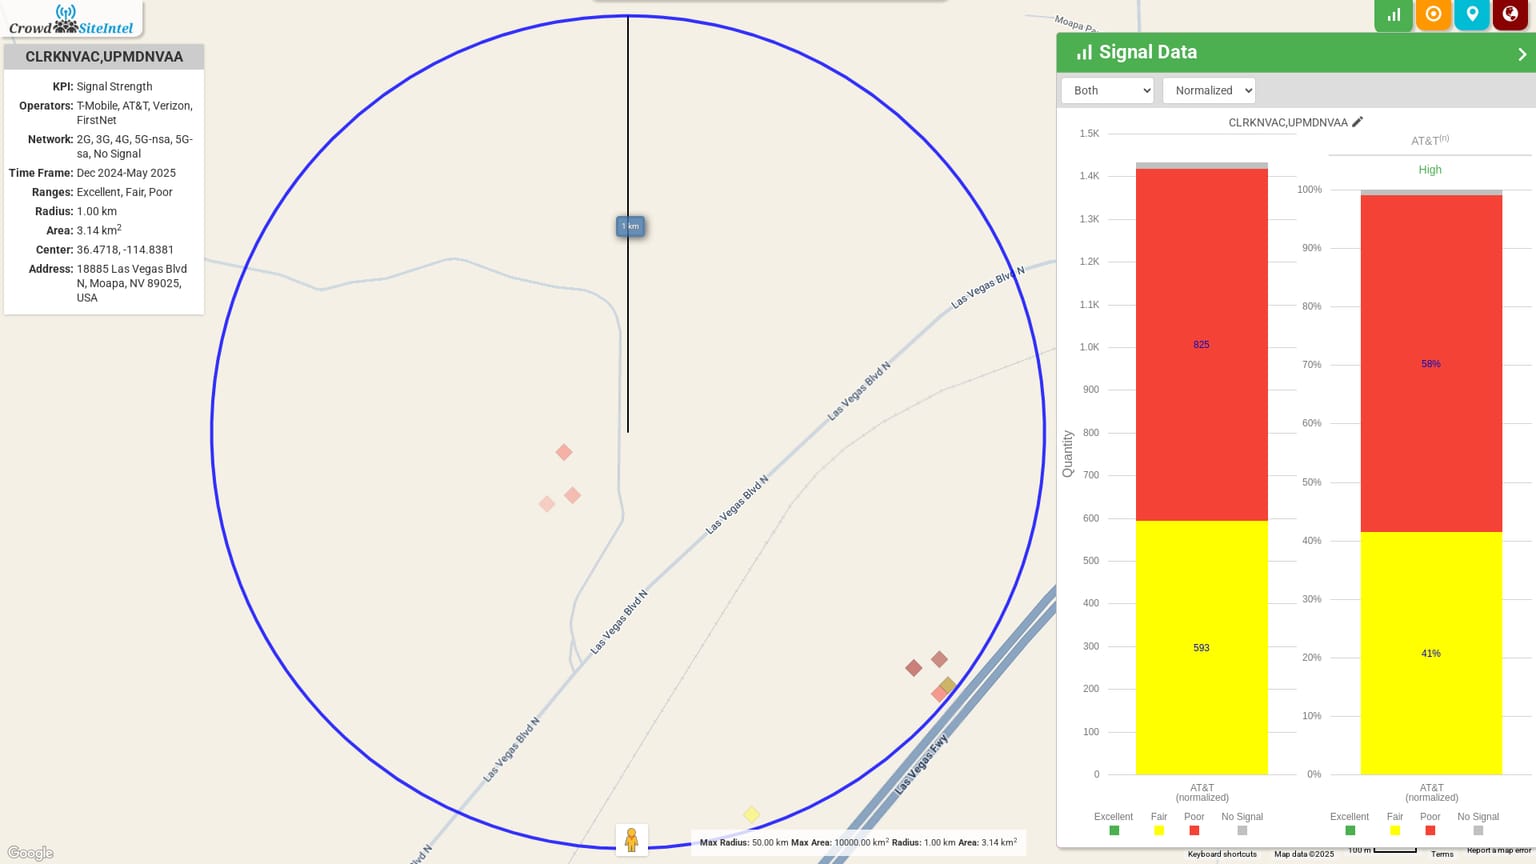 Crowd SiteIntel
CLRKNVAC,UPMDNVAA
KPI: Signal Strength
Operators: T-Mobile, AT&T, Verizon,
FirstNet
Network: 2G, 3G, 4G, 5G-nsa, 5G-
sa, No Signal
Time Frame: Dec 2024-May 2025
Ranges: Excellent, Fair, Poor
Radius: 1.00 km
Area: 3.14 km²
Center: 36.4718, -114.8381
Address: 18885 Las Vegas Blvd
N, Moapa, NV 89025,
USA
1 km
Moapa
Las Vegas Blvd N
Las Vegas Blvd N
Las Vegas Blvd N
Las Vegas Blvd N
Las Vegas Blvd N
lvd N
Las Vegas Fwy
Google
Max Radius: 50.00 km Max Area: 10000.00 km² Radius: 1.00 km Area: 3.14 km²
Signal Data
Both
Normalized
CLRKNVAC,UPMDNVAA
Quantity
1.5K
1.4K
1.3K
1.2K
1.1K
1.0K
900
800
700
600
500
400
300
200
100
0
825
593
AT&T
(normalized)
Excellent Fair Poor No Signal
AT&T(n)
High
100%
90%
80%
70%
60%
50%
40%
30%
20%
10%
0%
58%
41%
AT&T
(normalized)
Excellent Fair Poor No Signal
Keyboard shortcuts
Map data ©2025
100 m
Terms
Report a map error